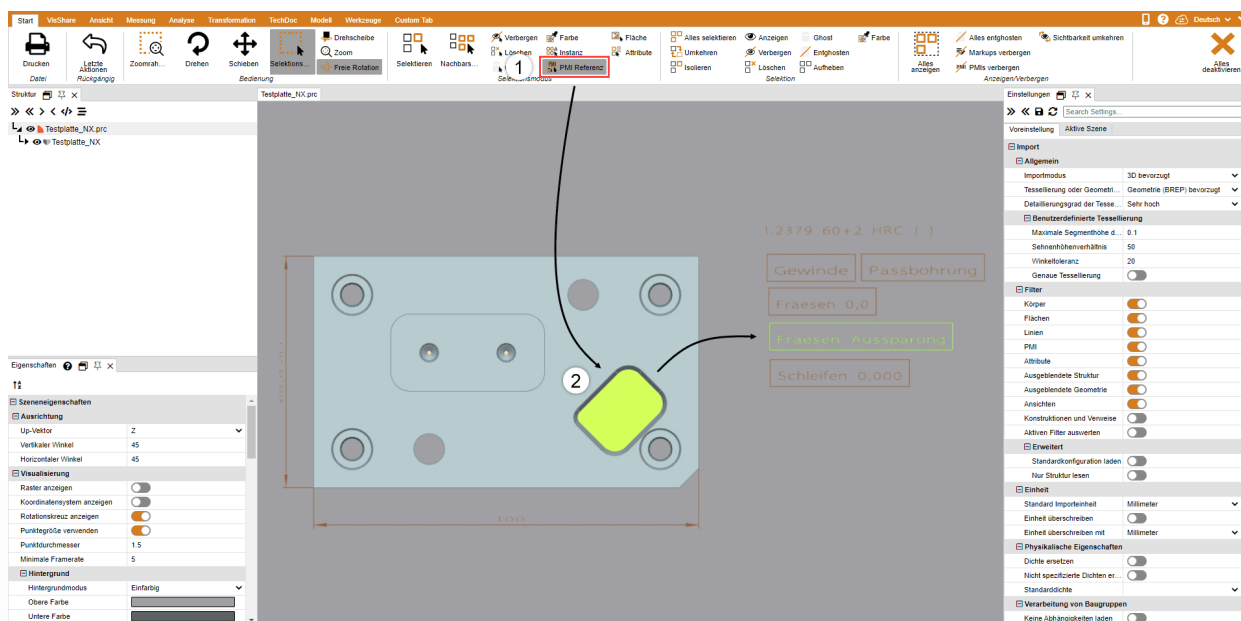 Start VisShare Ansicht Messung Analyse Transformation TechDoc Modell Werkzeuge Custom Tab Deutsch
Drucken
Datei
Letzte Aktionen
Rückgängig
Zoomrah... Drehen Schieben Selektions...
Drehscheibe
Zoom
Freie Rotation
Bedienung
Selektieren Nachbars...
Verbergen Farbe Fläche
Löschen Instanz Attribute
1 PMI Referenz
Selektionsmodus
Alles selektieren Anzeigen Ghost Farbe
Umkehren Verbergen Entghosten
Isolieren Löschen Aufheben
Selektion
Alles anzeigen
Alles entghosten Sichtbarkeit umkehren
Markups verbergen
PMIs verbergen
Anzeigen/Verbergen
Alles deaktivieren
Struktur
Testplatte_NX.prc
Testplatte_NX
Eigenschaften
Szeneneigenschaften
Ausrichtung
Up-Vektor Z
Vertikaler Winkel 45
Horizontaler Winkel 45
Visualisierung
Raster anzeigen
Koordinatensystem anzeigen
Rotationskreuz anzeigen
Punktegröße verwenden
Punktdurchmesser 1.5
Minimale Framerate 5
Hintergrund
Hintergrundmodus Einfarbig
Obere Farbe
Untere Farbe
Testplatte_NX.prc
1.2379 60+2 HRC ( )
Gewinde Passbohrung
Fraesen 0,0
Fraesen Aussparung
Schleifen 0,000
2
100
Einstellungen
Search Settings...
Voreinstellung Aktive Szene
Import
Allgemein
Importmodus 3D bevorzugt
Tessellierung oder Geometri... Geometrie (BREP) bevorzugt
Detaillierungsgrad der Tesse... Sehr hoch
Benutzerdefinierte Tessellierung
Maximale Segmenthöhe d... 0.1
Sehnenhöhenverhältnis 50
Winkeltoleranz 20
Genaue Tessellierung
Filter
Körper
Flächen
Linien
PMI
Attribute
Ausgeblendete Struktur
Ausgeblendete Geometrie
Ansichten
Konstruktionen und Verweise
Aktiven Filter auswerten
Erweitert
Standardkonfiguration laden
Nur Struktur lesen
Einheit
Standard Importeinheit Millimeter
Einheit überschreiben
Einheit überschreiben mit Millimeter
Physikalische Eigenschaften
Dichte ersetzen
Nicht spezifizierte Dichten er...
Standarddichte
Verarbeitung von Baugruppen
Keine Abhängigkeiten laden